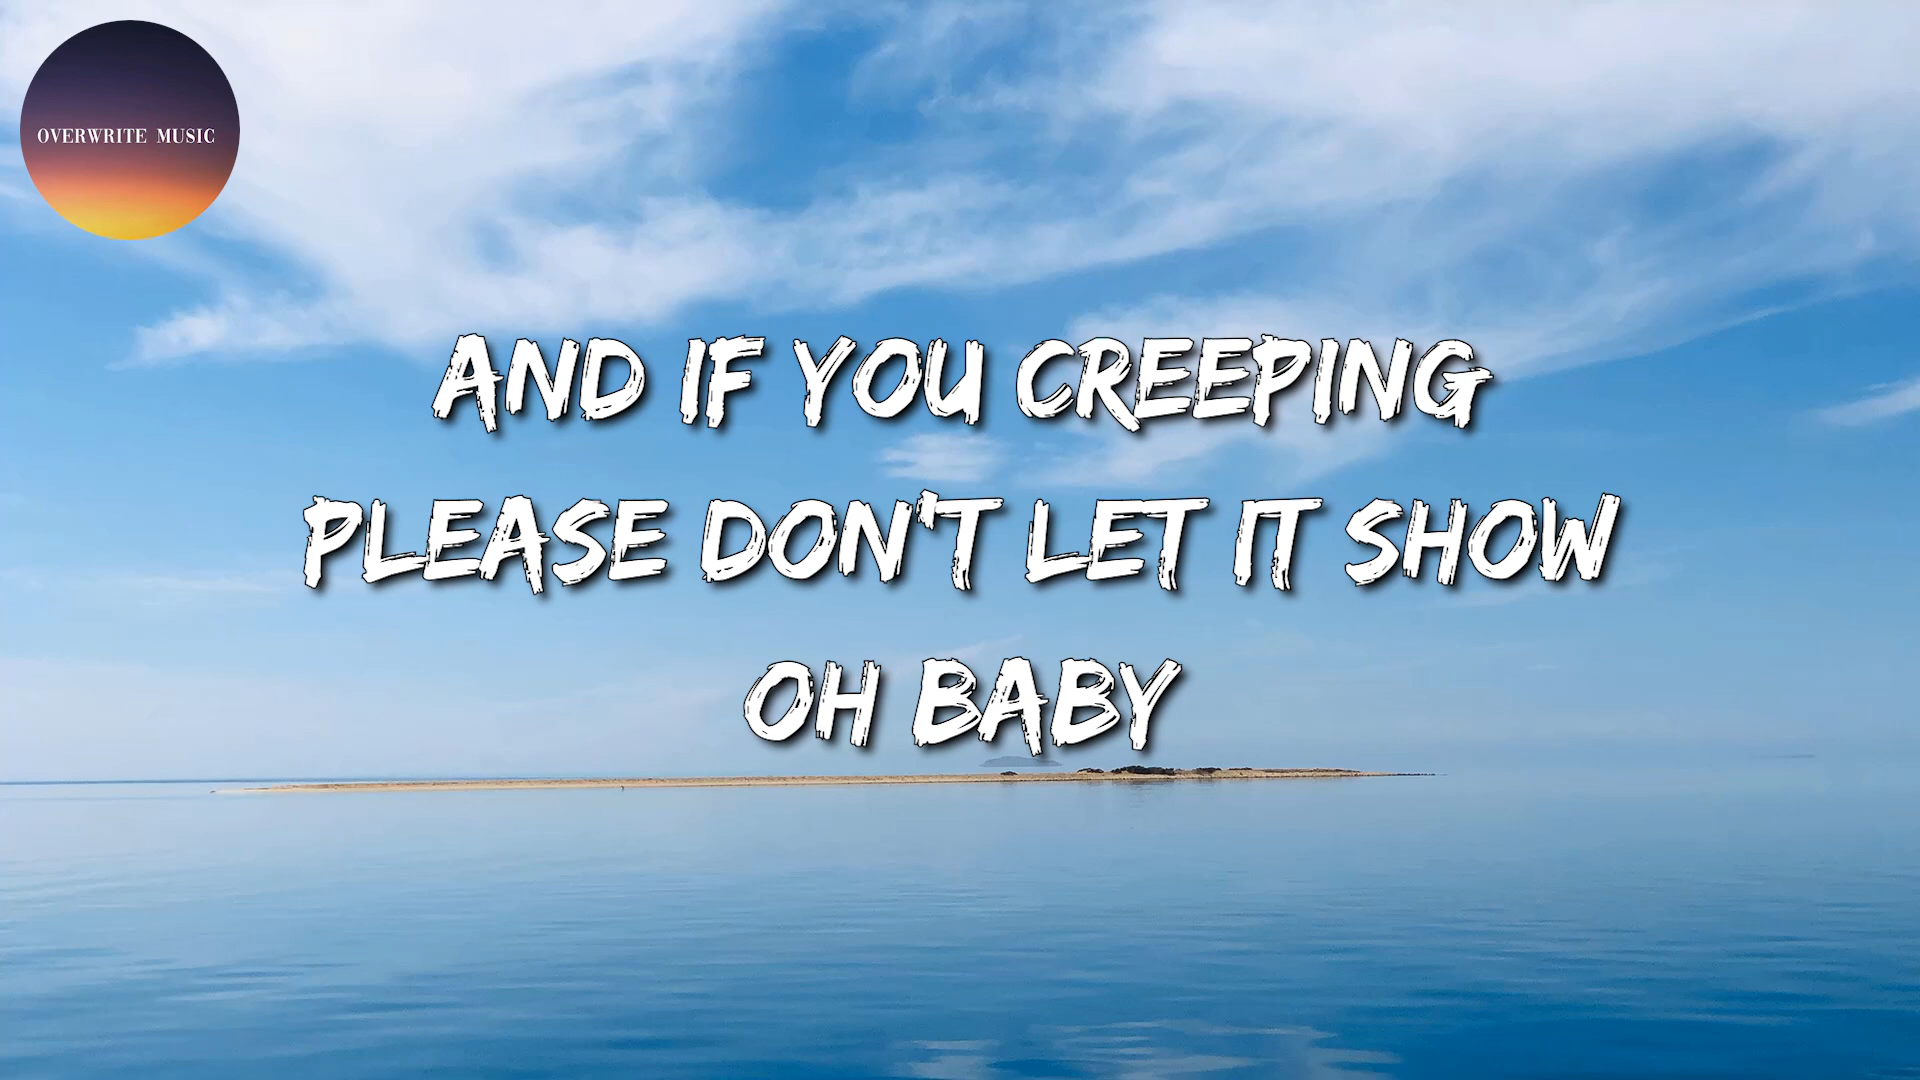 OVERWRITE MUSIC
AND IF YOU CREEPING
PLEASE DON'T LET IT SHOW
OH BABY